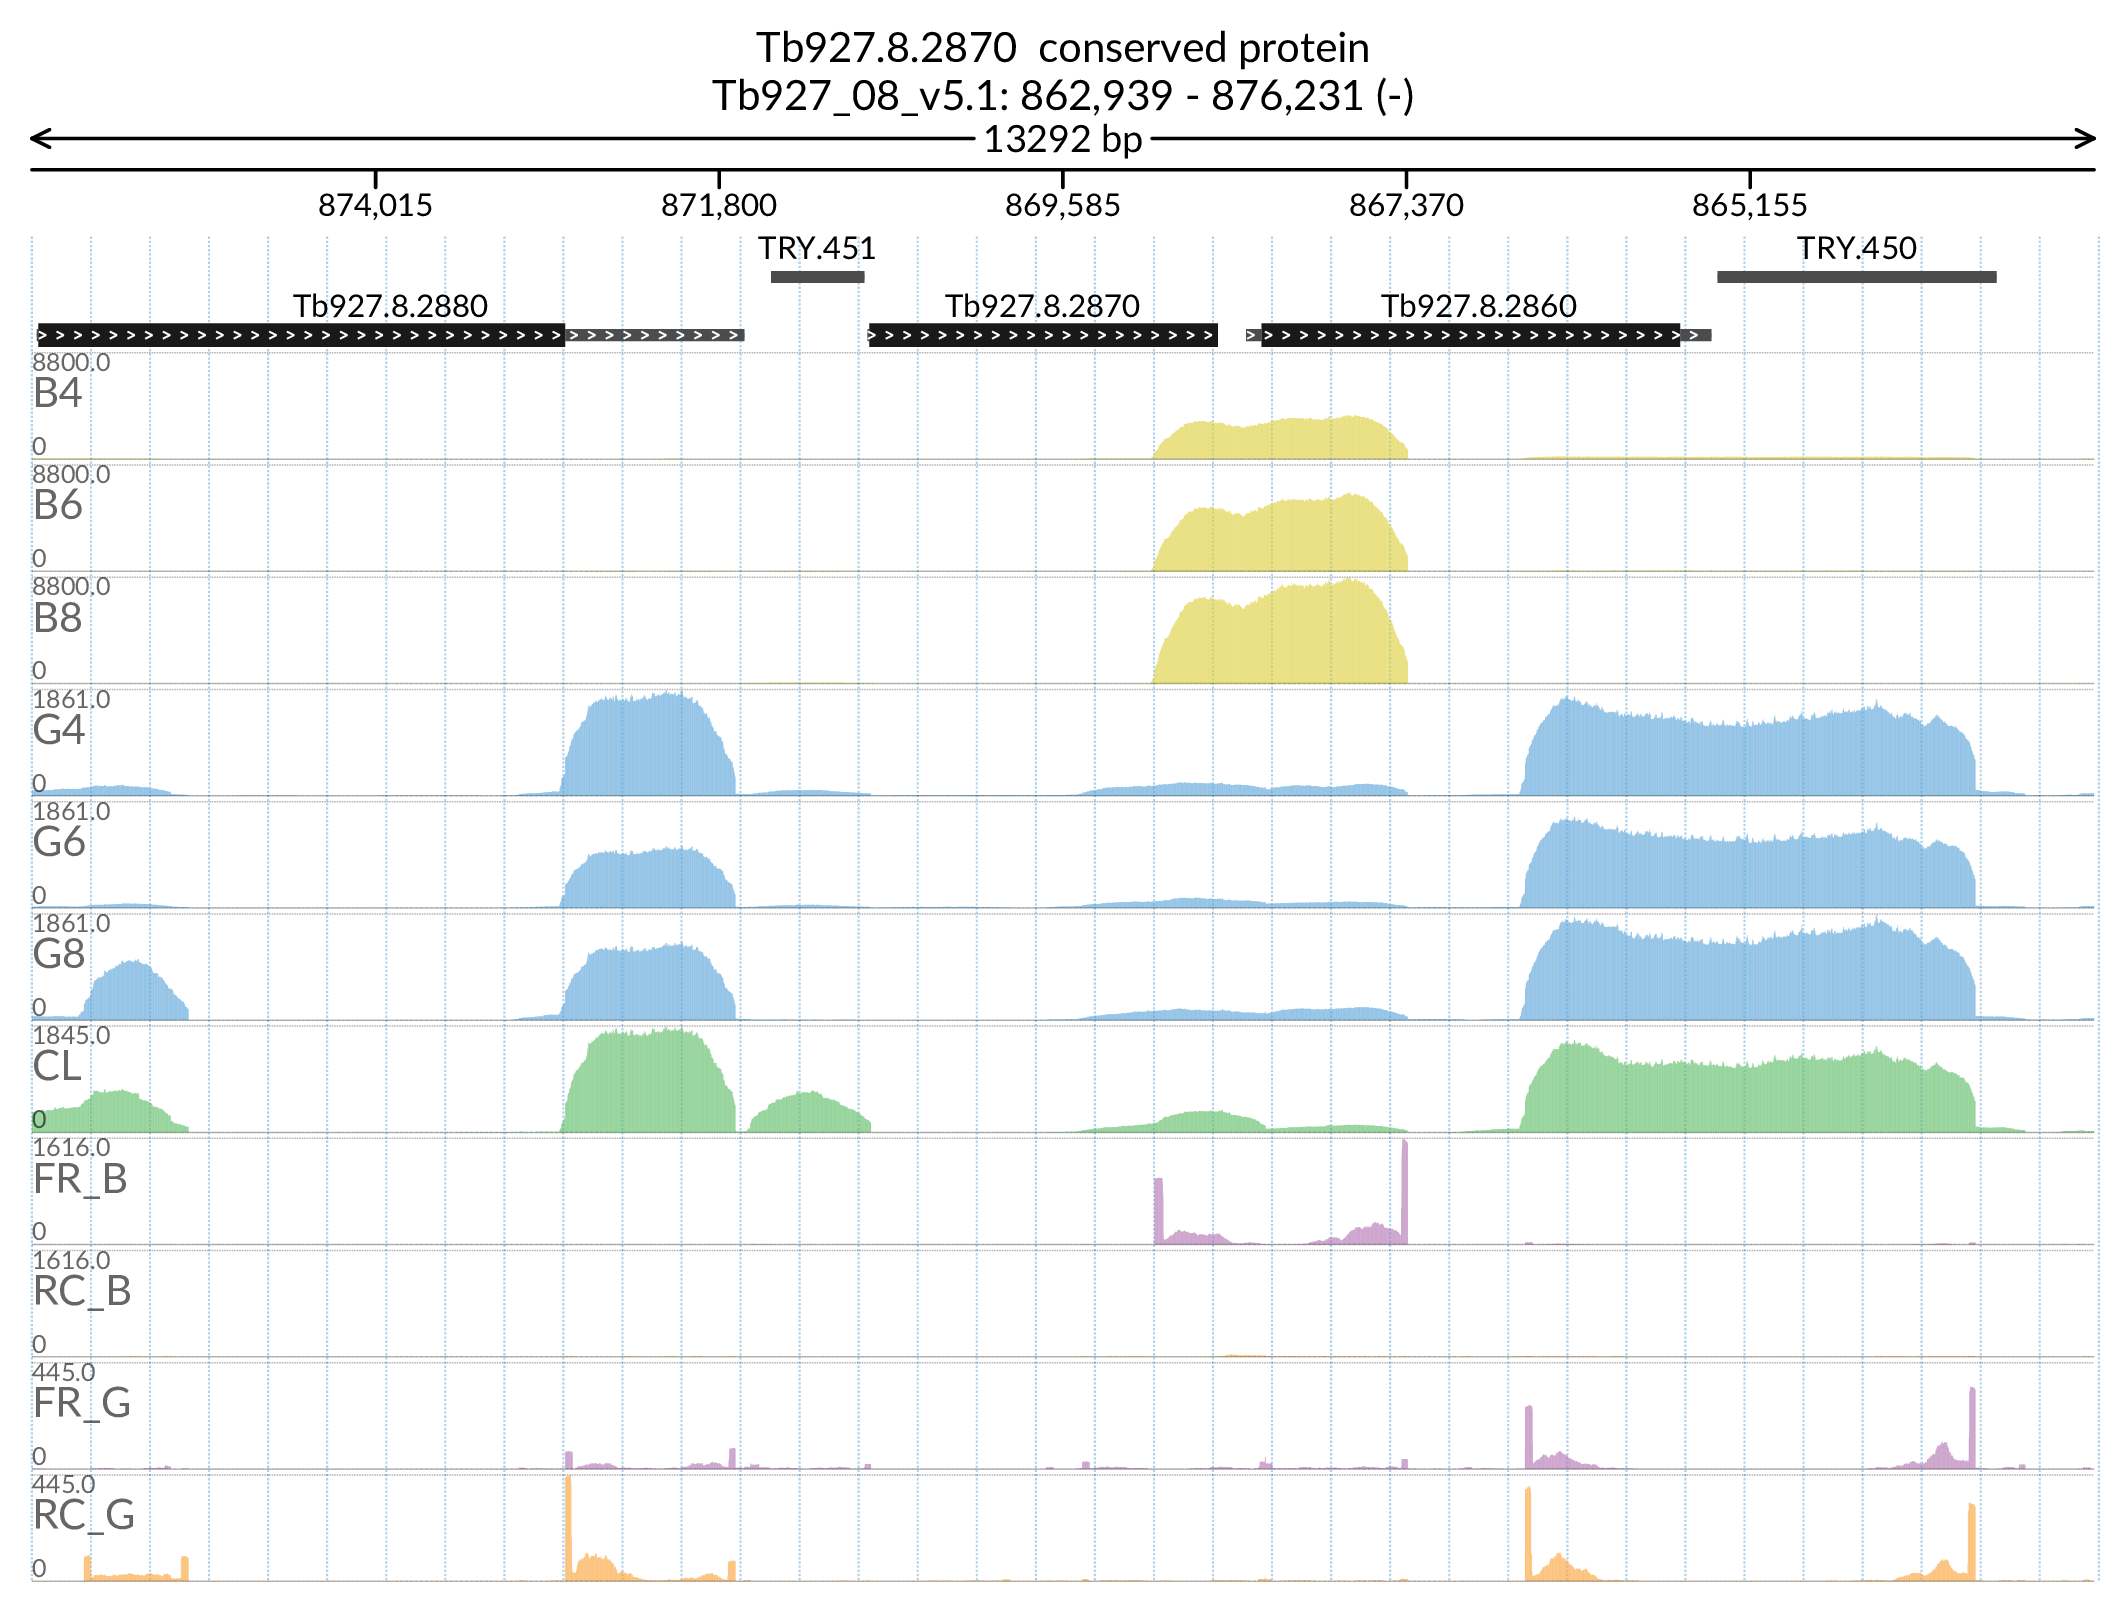 Tb927.8.2870  conserved protein
Tb927_08_v5.1: 862,939 - 876,231 (-)
13292 bp
874,015 871,800 869,585 867,370 865,155
TRY.451 TRY.450
Tb927.8.2880 Tb927.8.2870 Tb927.8.2860
8800.0
B4
0
8800.0
B6
0
8800.0
B8
0
1861.0
G4
0
1861.0
G6
0
1861.0
G8
0
1845.0
CL
0
1616.0
FR_B
0
1616.0
RC_B
0
445.0
FR_G
0
445.0
RC_G
0